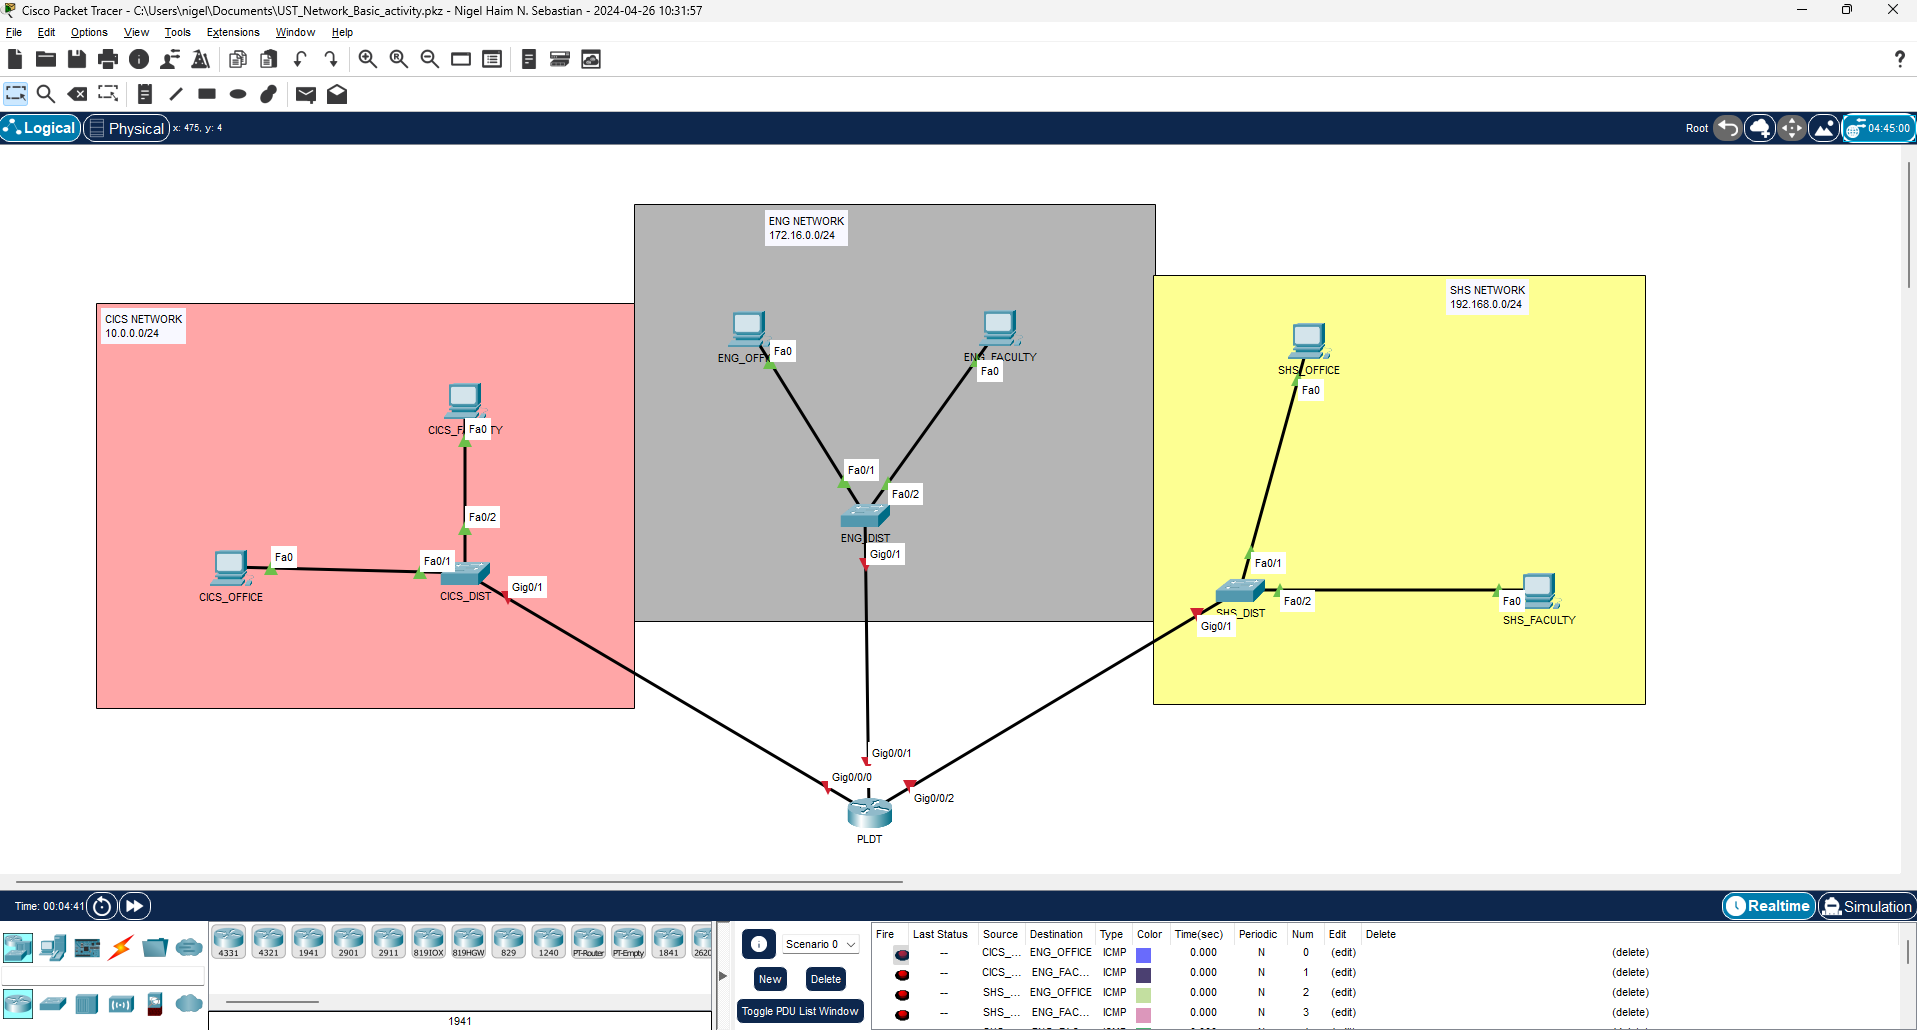 Cisco Packet Tracer - C:\Users\nigel\Documents\UST_Network_Basic_activity.pkz - Nigel Haim N. Sebastian - 2024-04-26 10:31:57
File Edit Options View Tools Extensions Window Help
?
Logical Physical x: 475, y: 4 Root 04:45:00
ENG NETWORK
172.16.0.0/24
SHS NETWORK
192.168.0.0/24
CICS NETWORK
10.0.0.0/24
ENG_OFF Fa0
ENG_FACULTY
Fa0
SHS_OFFICE
Fa0
CICS_FA Fa0 TY
Fa0/1
Fa0/2
Fa0/2
ENG_DIST
Gig0/1
Fa0
Fa0/1
CICS_OFFICE
CICS_DIST
Gig0/1
Fa0/1
Fa0/2
Fa0
SHS_DIST
Gig0/1
SHS_FACULTY
Gig0/0/1
Gig0/0/0
Gig0/0/2
PLDT
Time: 00:04:41 Realtime Simulation
4331 4321 1941 2901 2911 819IOX 819HGW 829 1240 PT-Router PT-Empty 1841 262
1941
Scenario 0
New Delete
Toggle PDU List Window
Fire Last Status Source Destination Type Color Time(sec) Periodic Num Edit Delete
-- CICS_... ENG_OFFICE ICMP 0.000 N 0 (edit) (delete)
-- CICS_... ENG_FAC... ICMP 0.000 N 1 (edit) (delete)
-- SHS_... ENG_OFFICE ICMP 0.000 N 2 (edit) (delete)
-- SHS_... ENG_FAC... ICMP 0.000 N 3 (edit) (delete)